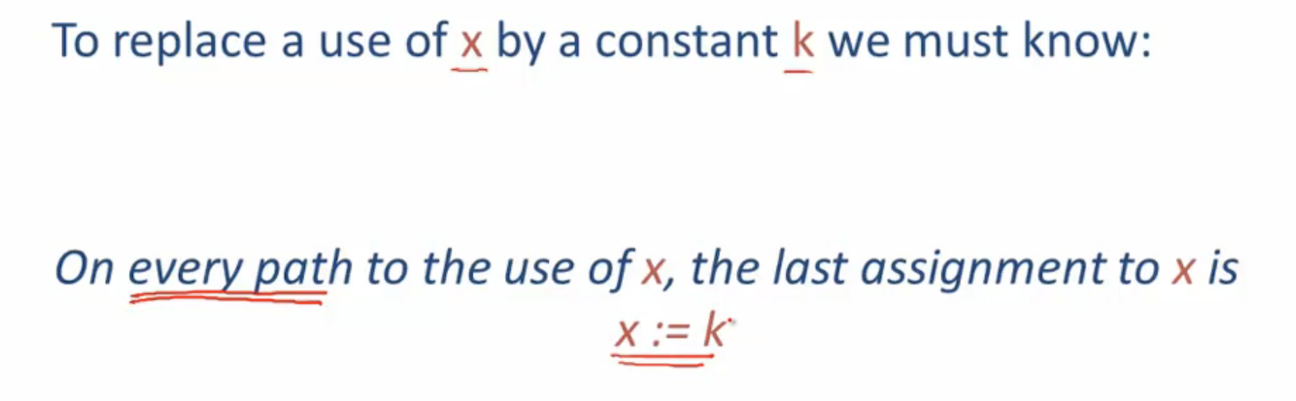 To replace a use of x by a constant k we must know:
On every path to the use of x, the last assignment to x is
x := k